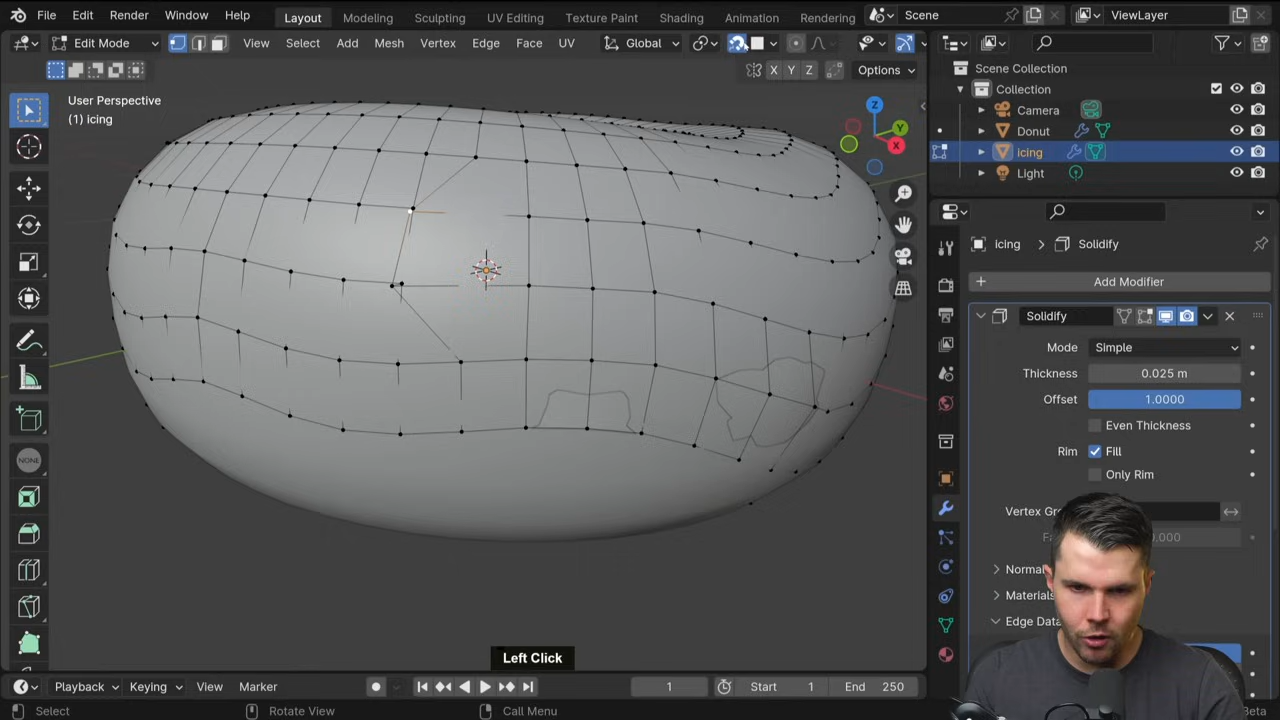 File Edit Render Window Help Layout Modeling Sculpting UV Editing Texture Paint Shading Animation Rendering Scene ViewLayer
Edit Mode View Select Add Mesh Vertex Edge Face UV Global
X Y Z Options
User Perspective
(1) icing
Z
Y
X
Scene Collection
Collection
Camera
Donut
icing
Light
icing > Solidify
+ Add Modifier
Solidify
Mode Simple
Thickness 0.025 m
Offset 1.0000
Even Thickness
Rim Fill
Only Rim
NONE
Materials
Edge Data
Left Click
Playback Keying View Marker 1 Start 1 End 250
Select Rotate View Call Menu